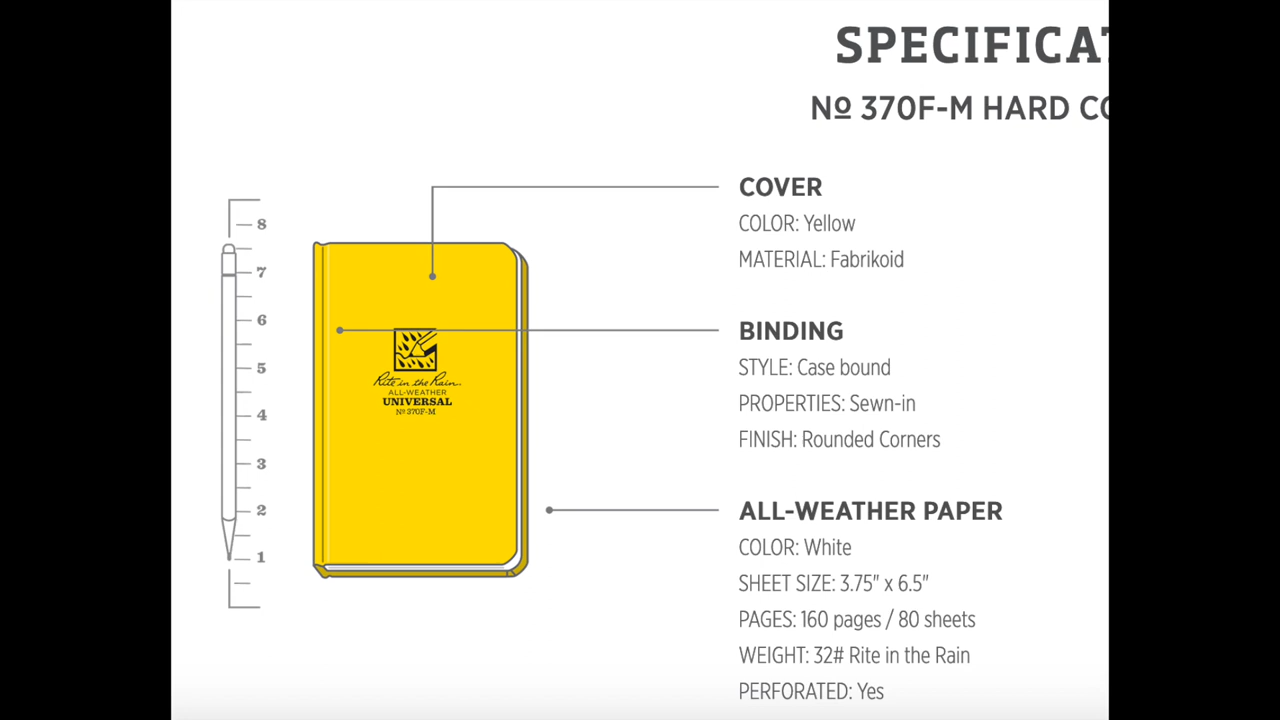 SPECIFICAT
Nº 370F-M HARD CO
COVER
COLOR: Yellow
MATERIAL: Fabrikoid
BINDING
STYLE: Case bound
PROPERTIES: Sewn-in
FINISH: Rounded Corners
ALL-WEATHER PAPER
COLOR: White
SHEET SIZE: 3.75" x 6.5"
PAGES: 160 pages / 80 sheets
WEIGHT: 32# Rite in the Rain
PERFORATED: Yes
8
7
6
5
4
3
2
1
Rite in the Rain.
ALL-WEATHER
UNIVERSAL
Nº 370F-M